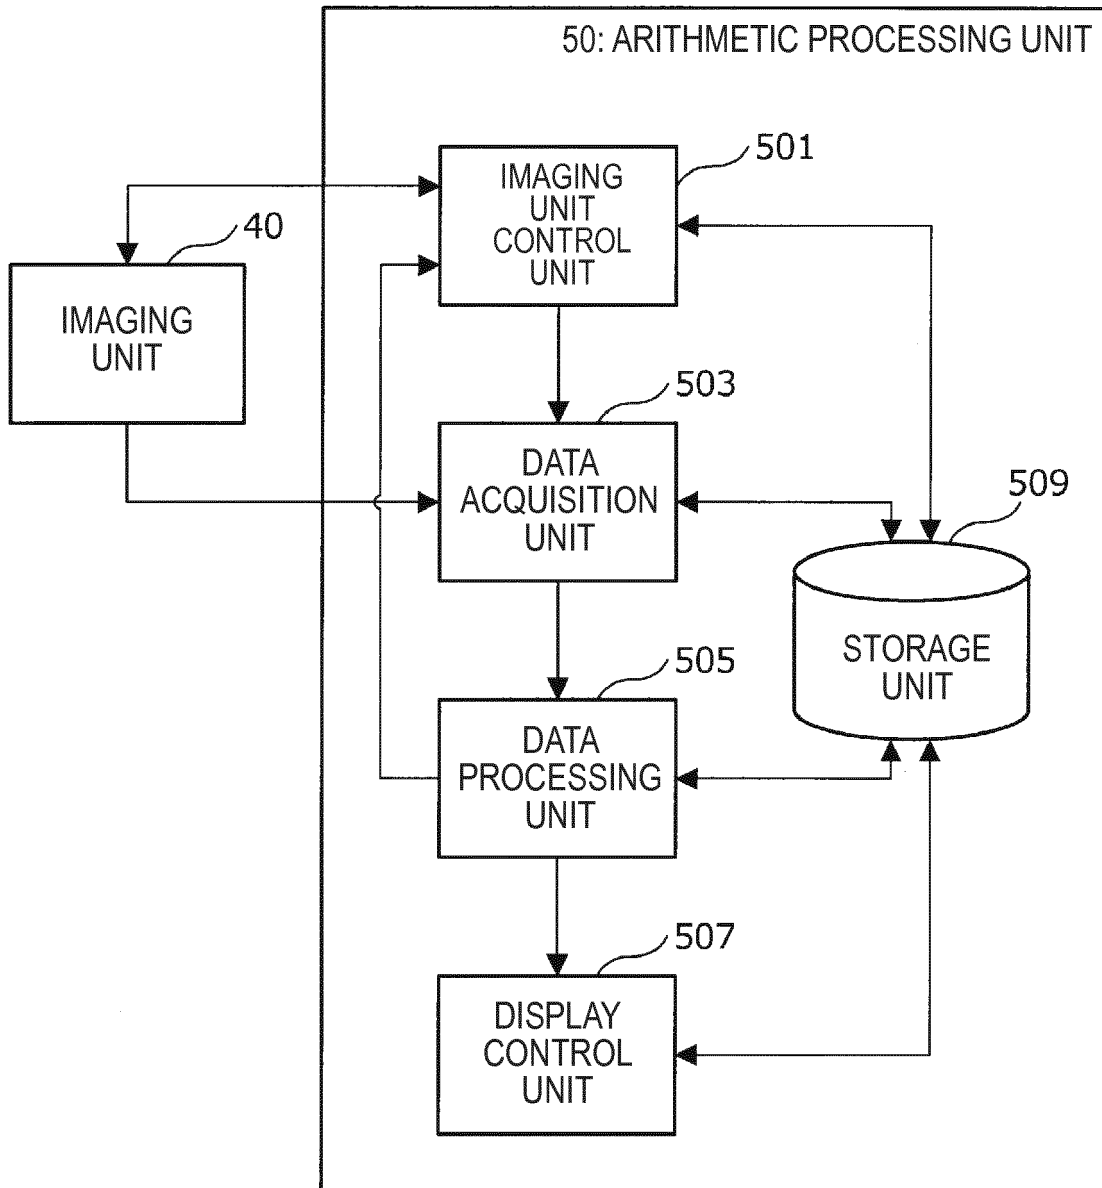 50: ARITHMETIC PROCESSING UNIT
501
IMAGING
UNIT
CONTROL
UNIT
40
IMAGING
UNIT
503
DATA
ACQUISITION
UNIT
509
STORAGE
UNIT
505
DATA
PROCESSING
UNIT
507
DISPLAY
CONTROL
UNIT